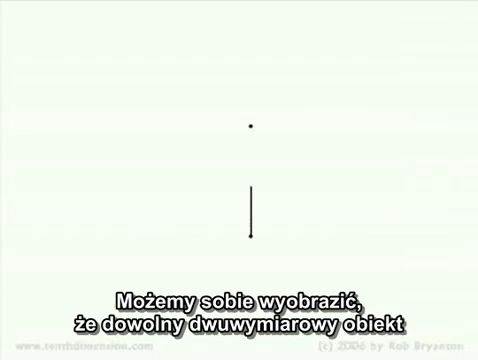 Możemy sobie wyobrazić,
że dowolny dwuwymiarowy obiekt
www.tenthdimension.com
(c) 2006 by Rob Bryanton